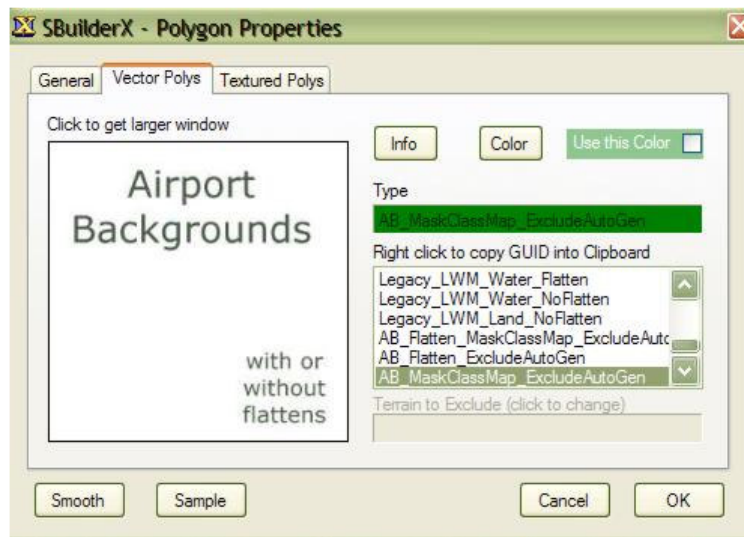 SBuilderX - Polygon Properties
General Vector Polys Textured Polys
Click to get larger window
Airport
Backgrounds
with or
without
flattens
Info Color Use this Color
Type
AB_MaskClassMap_ExcludeAutoGen
Right click to copy GUID into Clipboard
Legacy_LWM_Water_Flatten
Legacy_LWM_Water_NoFlatten
Legacy_LWM_Land_NoFlatten
AB_Flatten_MaskClassMap_ExcludeAuto
AB_Flatten_ExcludeAutoGen
AB_MaskClassMap_ExcludeAutoGen
Terrain to Exclude (click to change)
Smooth Sample Cancel OK